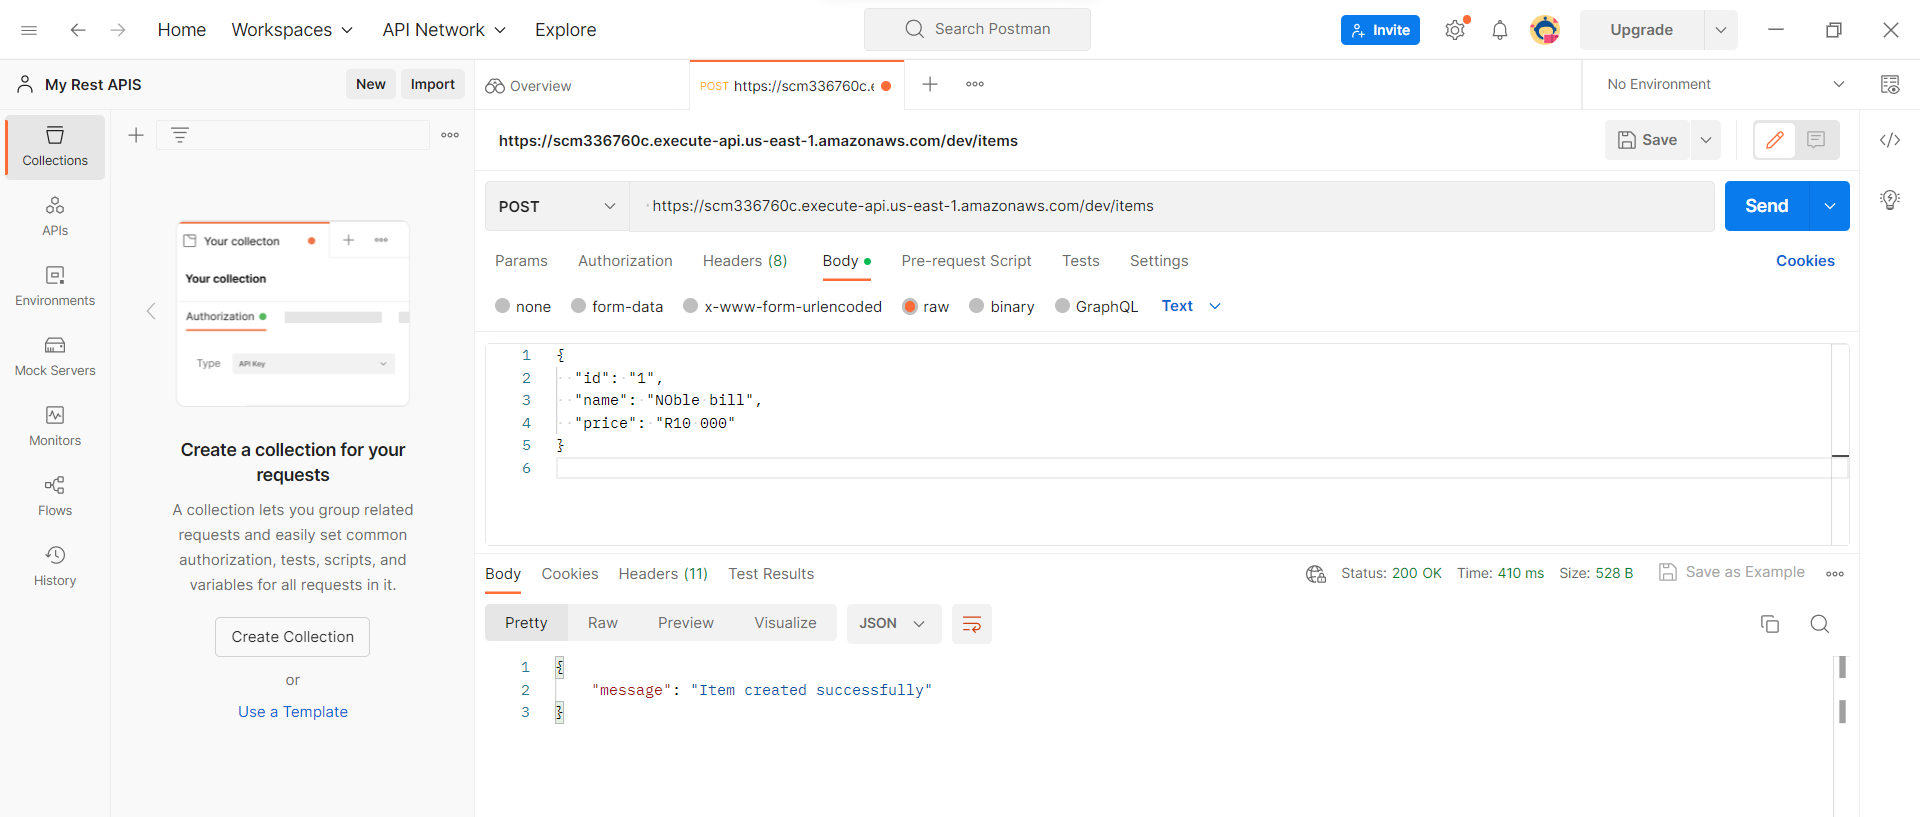 Home Workspaces API Network Explore Search Postman Invite Upgrade
My Rest APIS New Import Overview POST https://scm336760c.e No Environment
https://scm336760c.execute-api.us-east-1.amazonaws.com/dev/items Save
Collections
APIs
Environments
Mock Servers
Monitors
Flows
History
Your collecton
Your collection
Authorization
Type API Key
Create a collection for your
requests
A collection lets you group related
requests and easily set common
authorization, tests, scripts, and
variables for all requests in it.
Create Collection
or
Use a Template
POST https://scm336760c.execute-api.us-east-1.amazonaws.com/dev/items Send
Params Authorization Headers (8) Body Pre-request Script Tests Settings Cookies
none form-data x-www-form-urlencoded raw binary GraphQL Text
1 {
2 "id": "1",
3 "name": "NOble bill",
4 "price": "R10 000"
5 }
6
Body Cookies Headers (11) Test Results Status: 200 OK Time: 410 ms Size: 528 B Save as Example
Pretty Raw Preview Visualize JSON
1 {
2 "message": "Item created successfully"
3 }